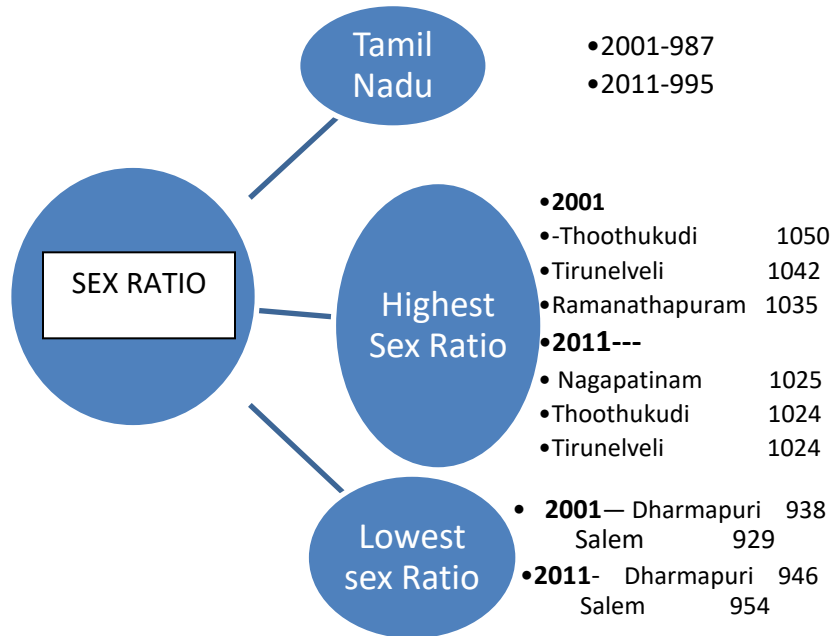 Tamil
Nadu
•2001-987
•2011-995
SEX RATIO
Highest
Sex Ratio
•2001
•-Thoothukudi 1050
•Tirunelveli 1042
•Ramanathapuram 1035
•2011---
• Nagapatinam 1025
•Thoothukudi 1024
•Tirunelveli 1024
Lowest
sex Ratio
• 2001— Dharmapuri 938
Salem 929
•2011- Dharmapuri 946
Salem 954